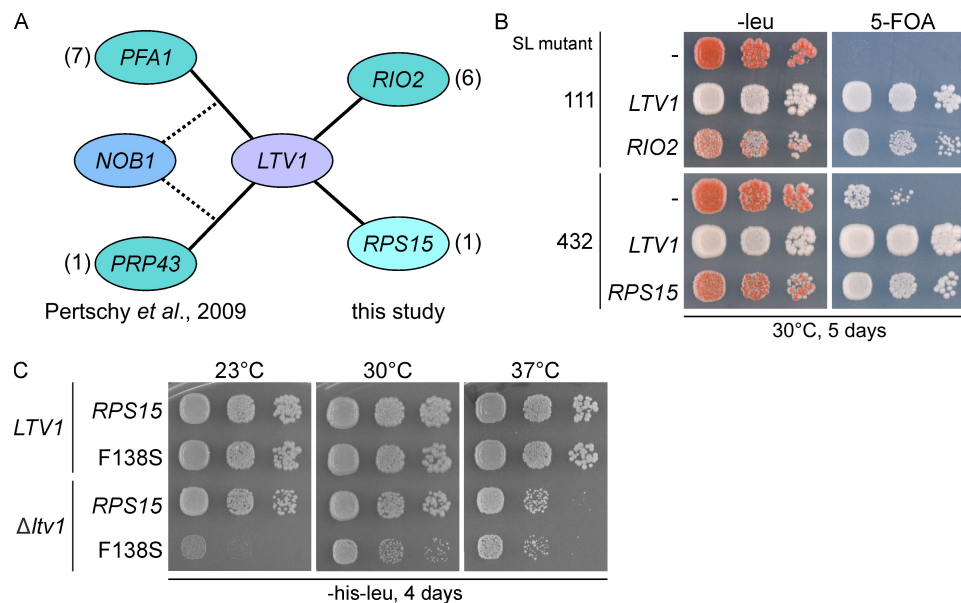 A
(7) PFA1
RIO2 (6)
NOB1
LTV1
(1) PRP43
RPS15 (1)
Pertschy et al., 2009
this study
B
-leu
5-FOA
SL mutant
-
111
LTV1
RIO2
-
432
LTV1
RPS15
30°C, 5 days
C
23°C
30°C
37°C
LTV1
RPS15
F138S
Δltv1
RPS15
F138S
-his-leu, 4 days